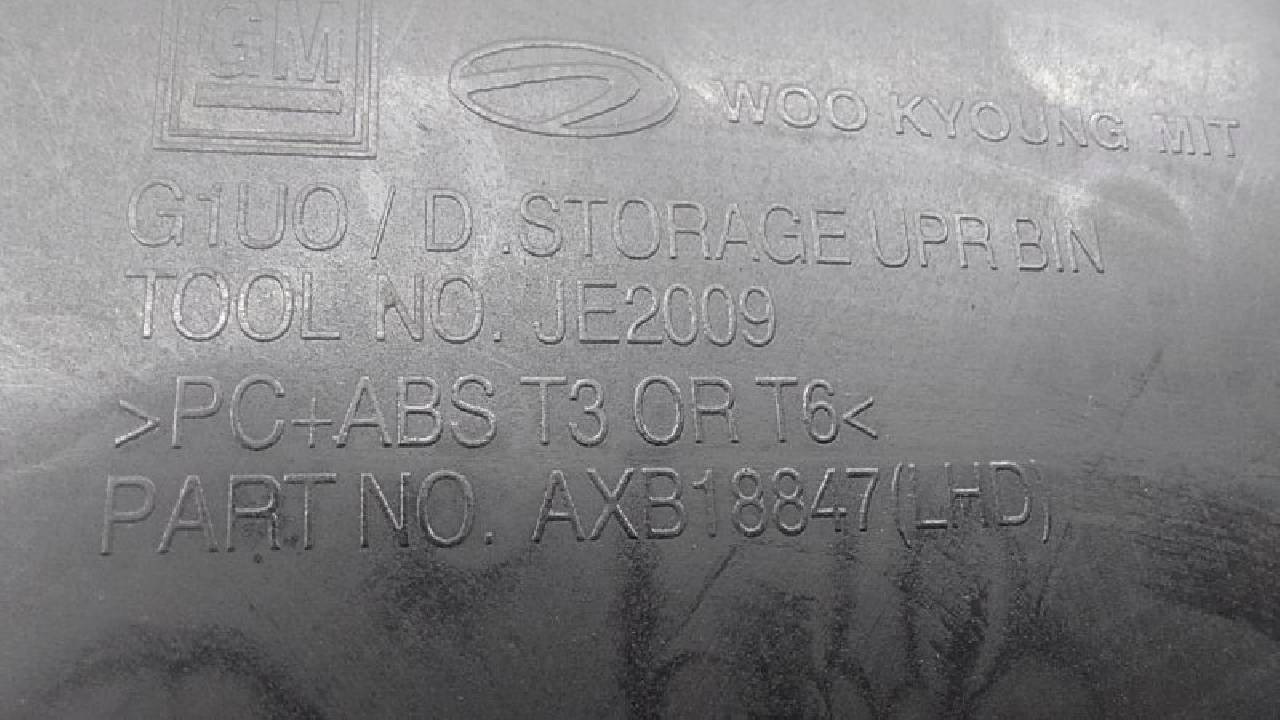 GM
WOO KYOUNG MIT
G1UO / D .STORAGE UPR BIN
TOOL NO. JE2009
>PC+ABS T3 OR T6<
PART NO. AXB18847(LHD)